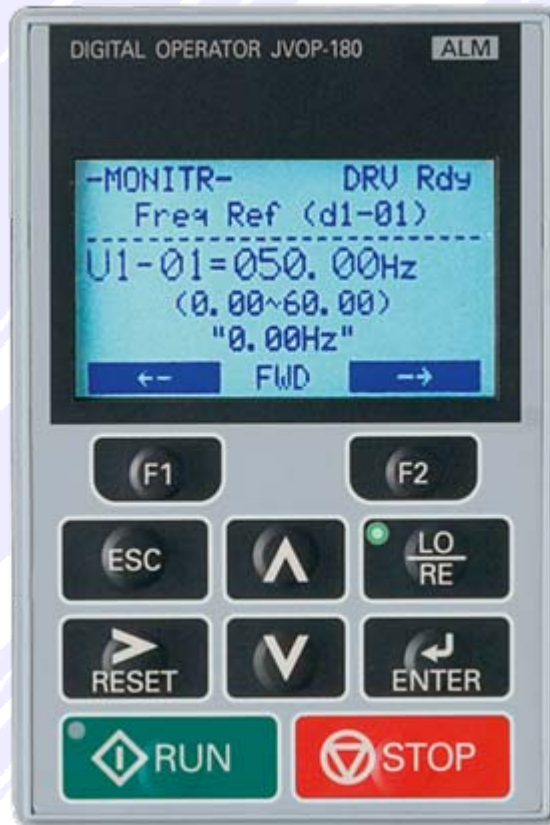 DIGITAL OPERATOR JVOP-180 ALM
-MONITR- DRV Rdy
Freq Ref (d1-01)
U1-01=050.00Hz
(0.00~60.00)
"0.00Hz"
←- FWD -→
F1 F2
ESC LO
RE
RESET ENTER
RUN STOP